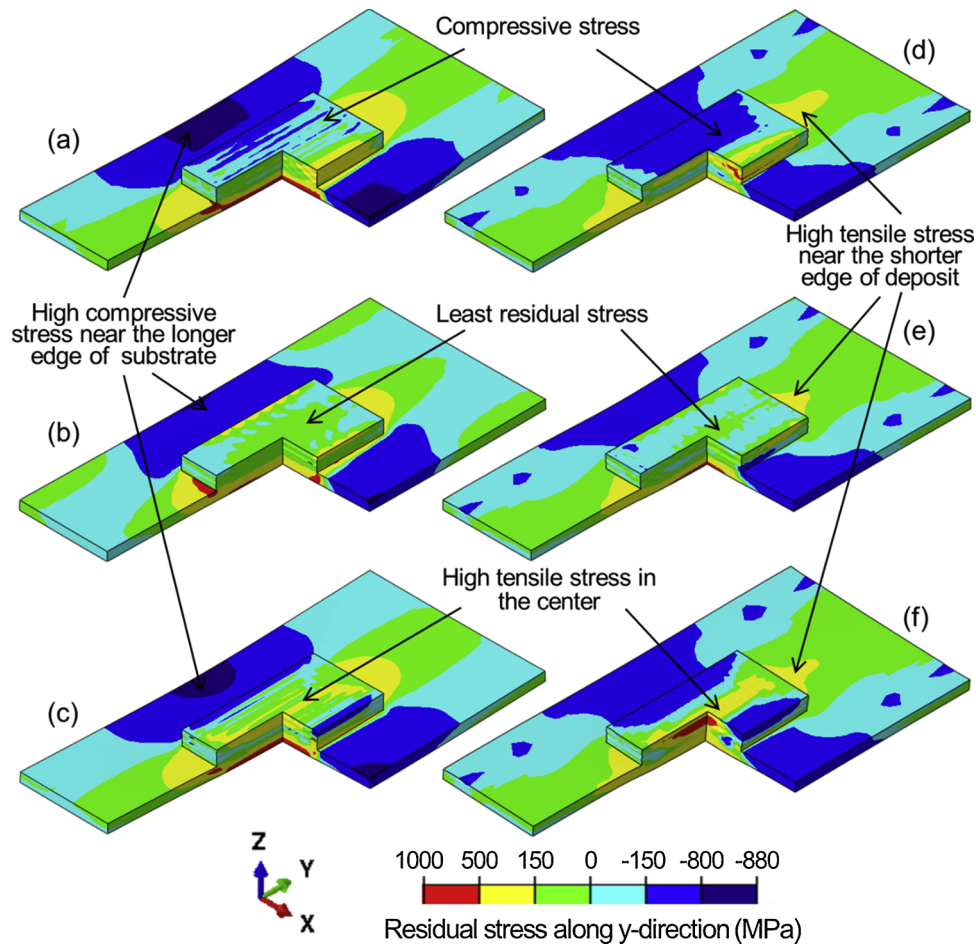 Compressive stress
(a)
(d)
High tensile stress
near the shorter
edge of deposit
High compressive
stress near the longer
edge of substrate
Least residual stress
(b)
(e)
High tensile stress in
the center
(c)
(f)
Z
Y
X
1000 500 150 0 -150 -800 -880
Residual stress along y-direction (MPa)